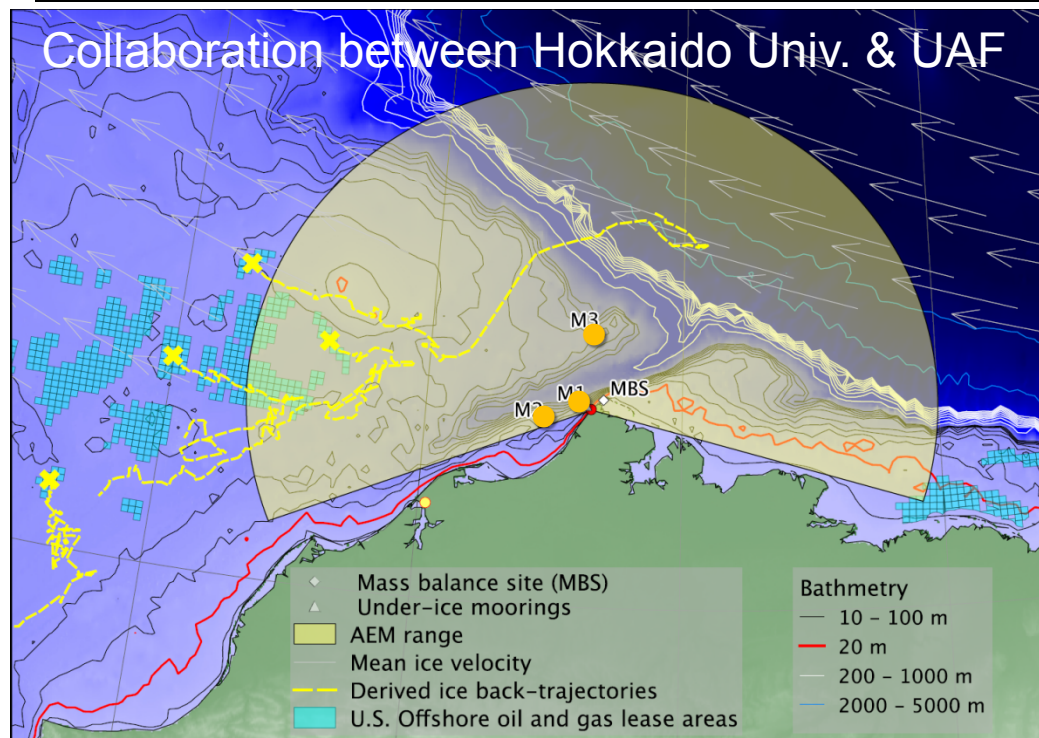 Collaboration between Hokkaido Univ. & UAF
M3
MBS
M1
M2
Mass balance site (MBS)
Under-ice moorings
AEM range
Mean ice velocity
Derived ice back-trajectories
U.S. Offshore oil and gas lease areas
Bathmetry
10 – 100 m
20 m
200 – 1000 m
2000 – 5000 m